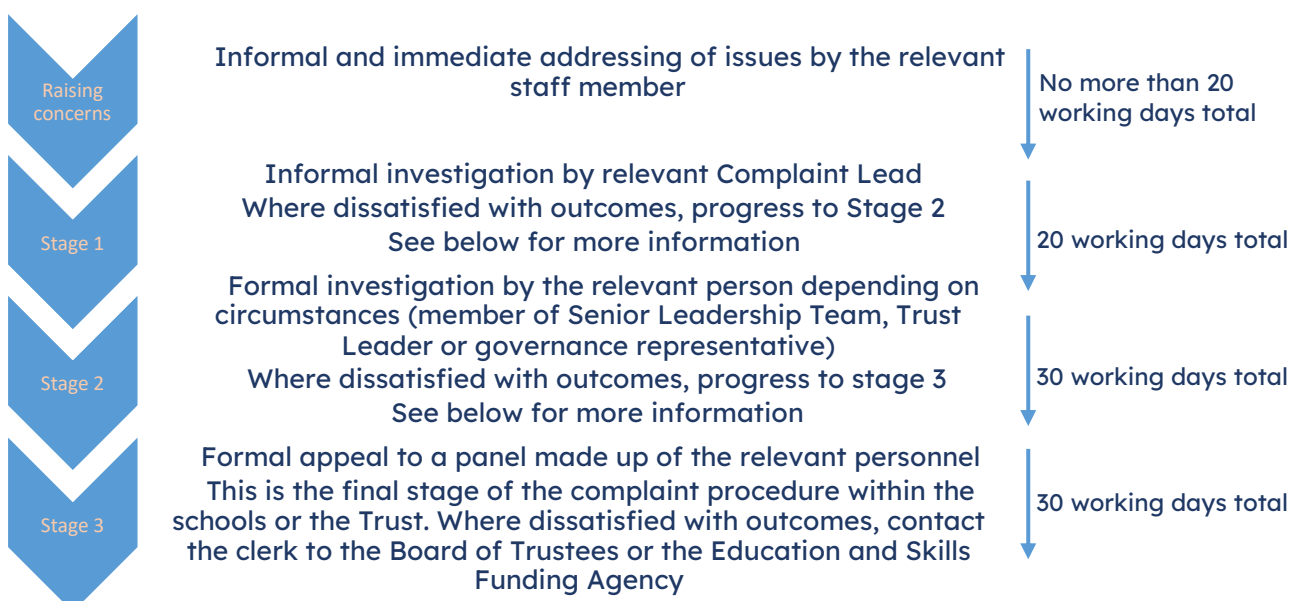 Raising
concerns
Informal and immediate addressing of issues by the relevant
staff member
No more than 20
working days total
Stage 1
Informal investigation by relevant Complaint Lead
Where dissatisfied with outcomes, progress to Stage 2
See below for more information
20 working days total
Stage 2
Formal investigation by the relevant person depending on
circumstances (member of Senior Leadership Team, Trust
Leader or governance representative)
Where dissatisfied with outcomes, progress to stage 3
See below for more information
30 working days total
Stage 3
Formal appeal to a panel made up of the relevant personnel
This is the final stage of the complaint procedure within the
schools or the Trust. Where dissatisfied with outcomes, contact
the clerk to the Board of Trustees or the Education and Skills
Funding Agency
30 working days total